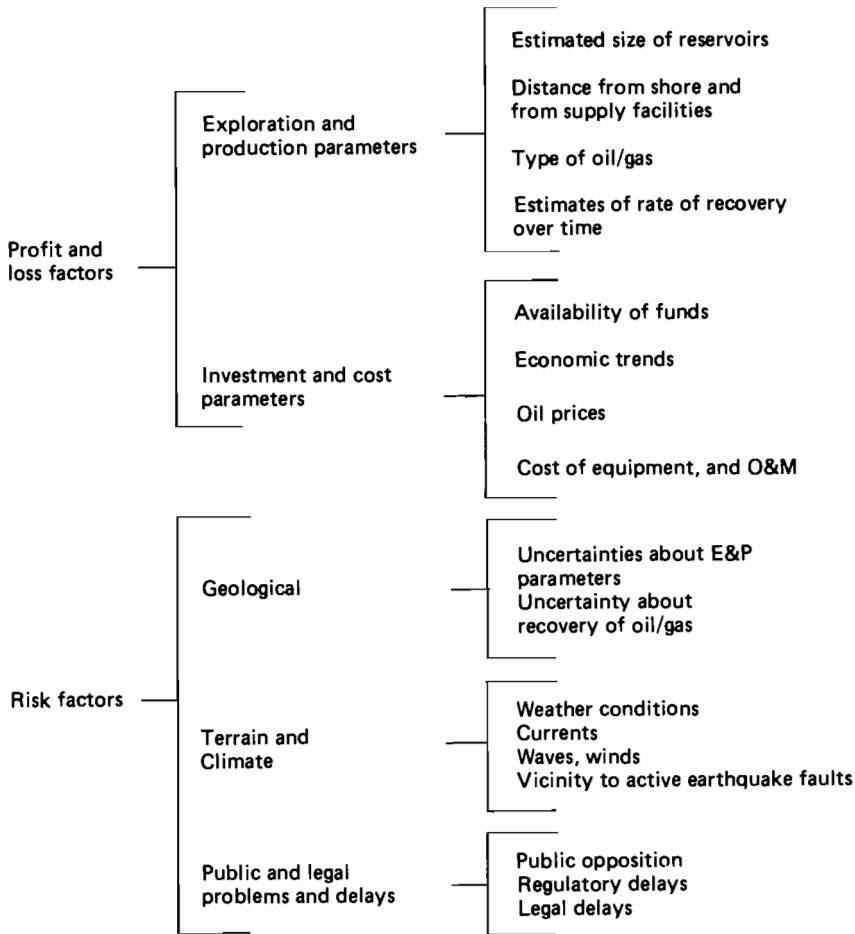 Profit and
loss factors
Exploration and
production parameters
Estimated size of reservoirs
Distance from shore and
from supply facilities
Type of oil/gas
Estimates of rate of recovery
over time
Investment and cost
parameters
Availability of funds
Economic trends
Oil prices
Cost of equipment, and O&M
Risk factors
Geological
Uncertainties about E&P
parameters
Uncertainty about
recovery of oil/gas
Terrain and
Climate
Weather conditions
Currents
Waves, winds
Vicinity to active earthquake faults
Public and legal
problems and delays
Public opposition
Regulatory delays
Legal delays